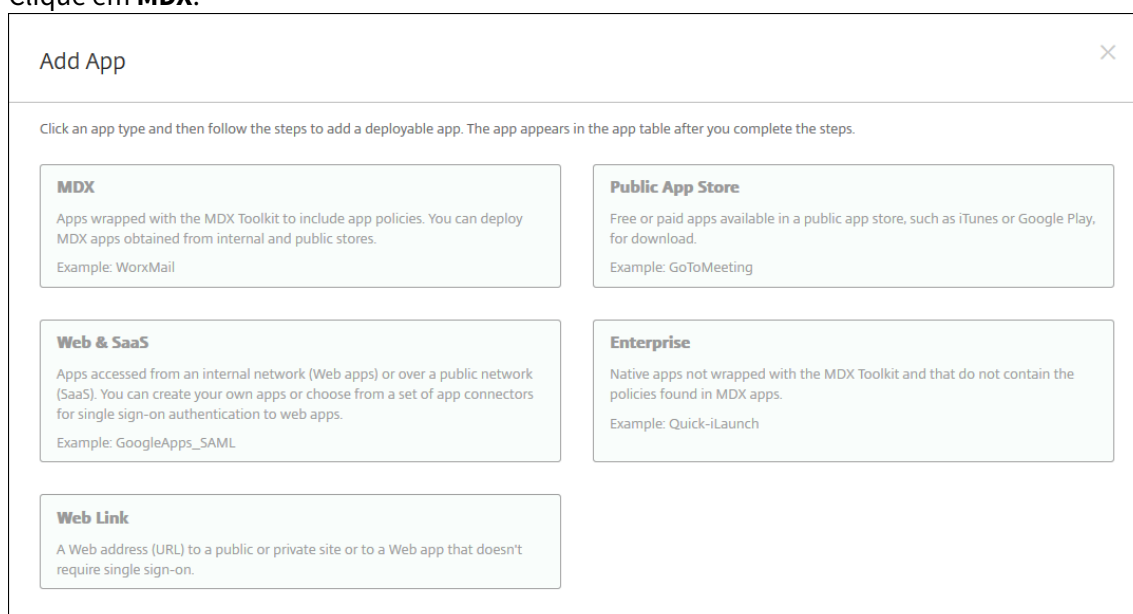 Clique em MDX.
Add App
Click an app type and then follow the steps to add a deployable app. The app appears in the app table after you complete the steps.
MDX
Apps wrapped with the MDX Toolkit to include app policies. You can deploy
MDX apps obtained from internal and public stores.
Example: WorxMail
Public App Store
Free or paid apps available in a public app store, such as iTunes or Google Play,
for download.
Example: GoToMeeting
Web & SaaS
Apps accessed from an internal network (Web apps) or over a public network
(SaaS). You can create your own apps or choose from a set of app connectors
for single sign-on authentication to web apps.
Example: GoogleApps_SAML
Enterprise
Native apps not wrapped with the MDX Toolkit and that do not contain the
policies found in MDX apps.
Example: Quick-iLaunch
Web Link
A Web address (URL) to a public or private site or to a Web app that doesn't
require single sign-on.